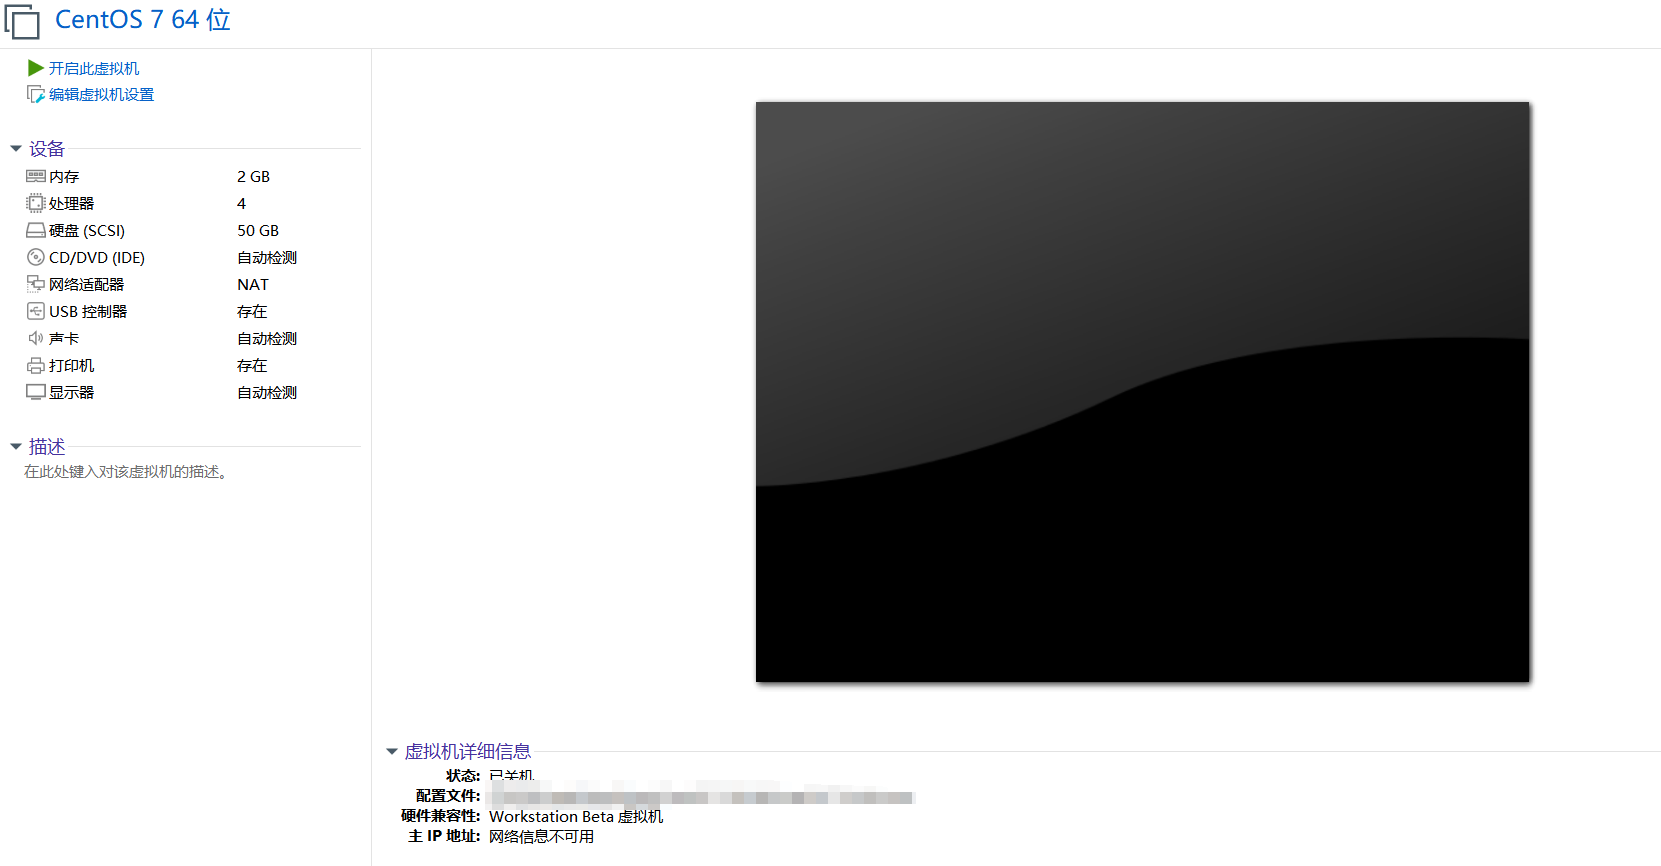 CentOS 7 64 位
开启此虚拟机
编辑虚拟机设置
设备
内存 2 GB
处理器 4
硬盘 (SCSI) 50 GB
CD/DVD (IDE) 自动检测
网络适配器 NAT
USB 控制器 存在
声卡 自动检测
打印机 存在
显示器 自动检测
描述
在此处键入对该虚拟机的描述。
虚拟机详细信息
状态: 已关机
配置文件:
硬件兼容性: Workstation Beta 虚拟机
主 IP 地址: 网络信息不可用